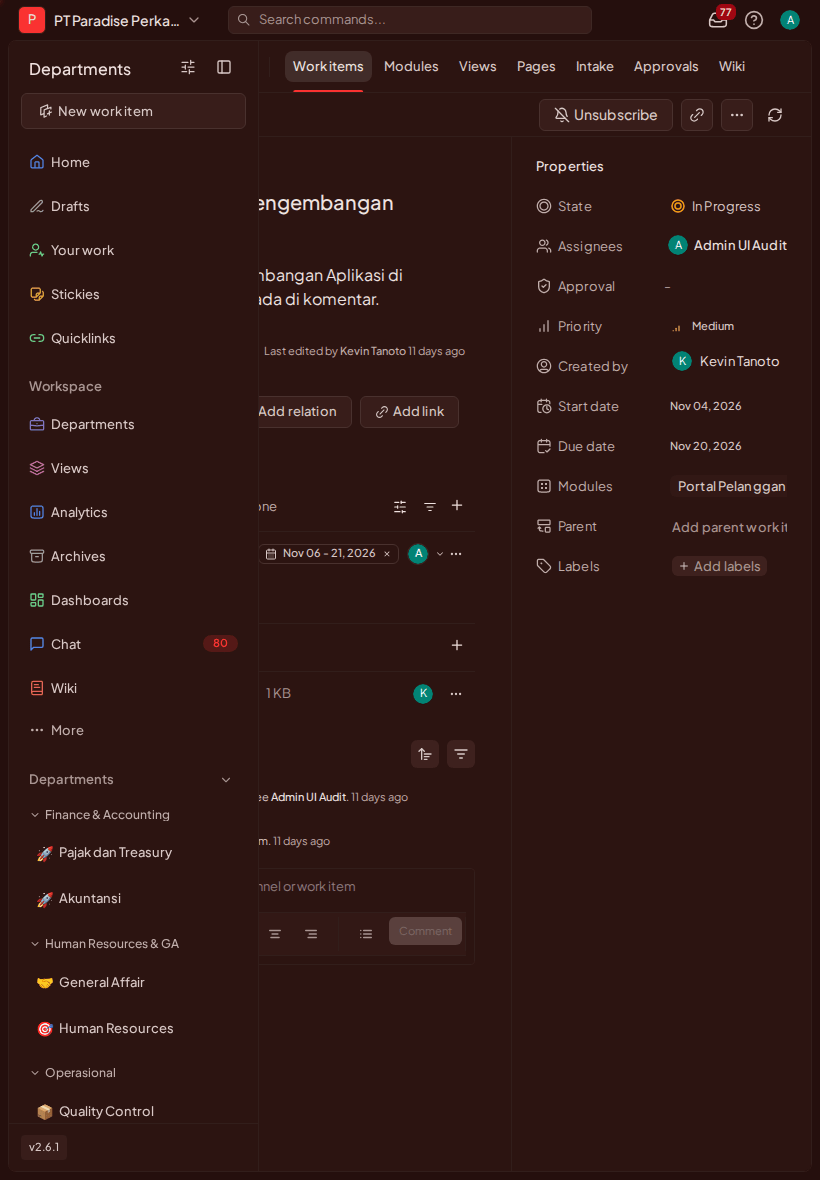 P PT Paradise Perka...
Search commands...
77
A
Departments
New work item
Home
Drafts
Your work
Stickies
Quicklinks
Workspace
Departments
Views
Analytics
Archives
Dashboards
Chat 80
Wiki
More
Departments
Finance & Accounting
Pajak dan Treasury
Akuntansi
Human Resources & GA
General Affair
Human Resources
Operasional
Quality Control
v2.6.1
Work items Modules Views Pages Intake Approvals Wiki
Unsubscribe
engembangan
mbangan Aplikasi di
ada di komentar.
Last edited by Kevin Tanoto 11 days ago
Add relation Add link
one
Nov 06 - 21, 2026 × A
1 KB K
ee Admin UI Audit. 11 days ago
m. 11 days ago
nnel or work item
Comment
Properties
State In Progress
Assignees A Admin UI Audit
Approval –
Priority Medium
Created by K Kevin Tanoto
Start date Nov 04, 2026
Due date Nov 20, 2026
Modules Portal Pelanggan
Parent Add parent work it
Labels + Add labels